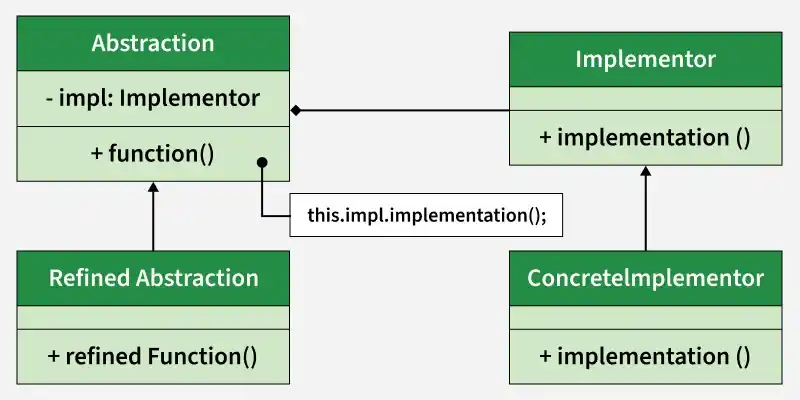 Abstraction
- impl: Implementor
+ function()
Implementor
+ implementation ()
this.impl.implementation();
Refined Abstraction
+ refined Function()
ConcreteImplementor
+ implementation ()